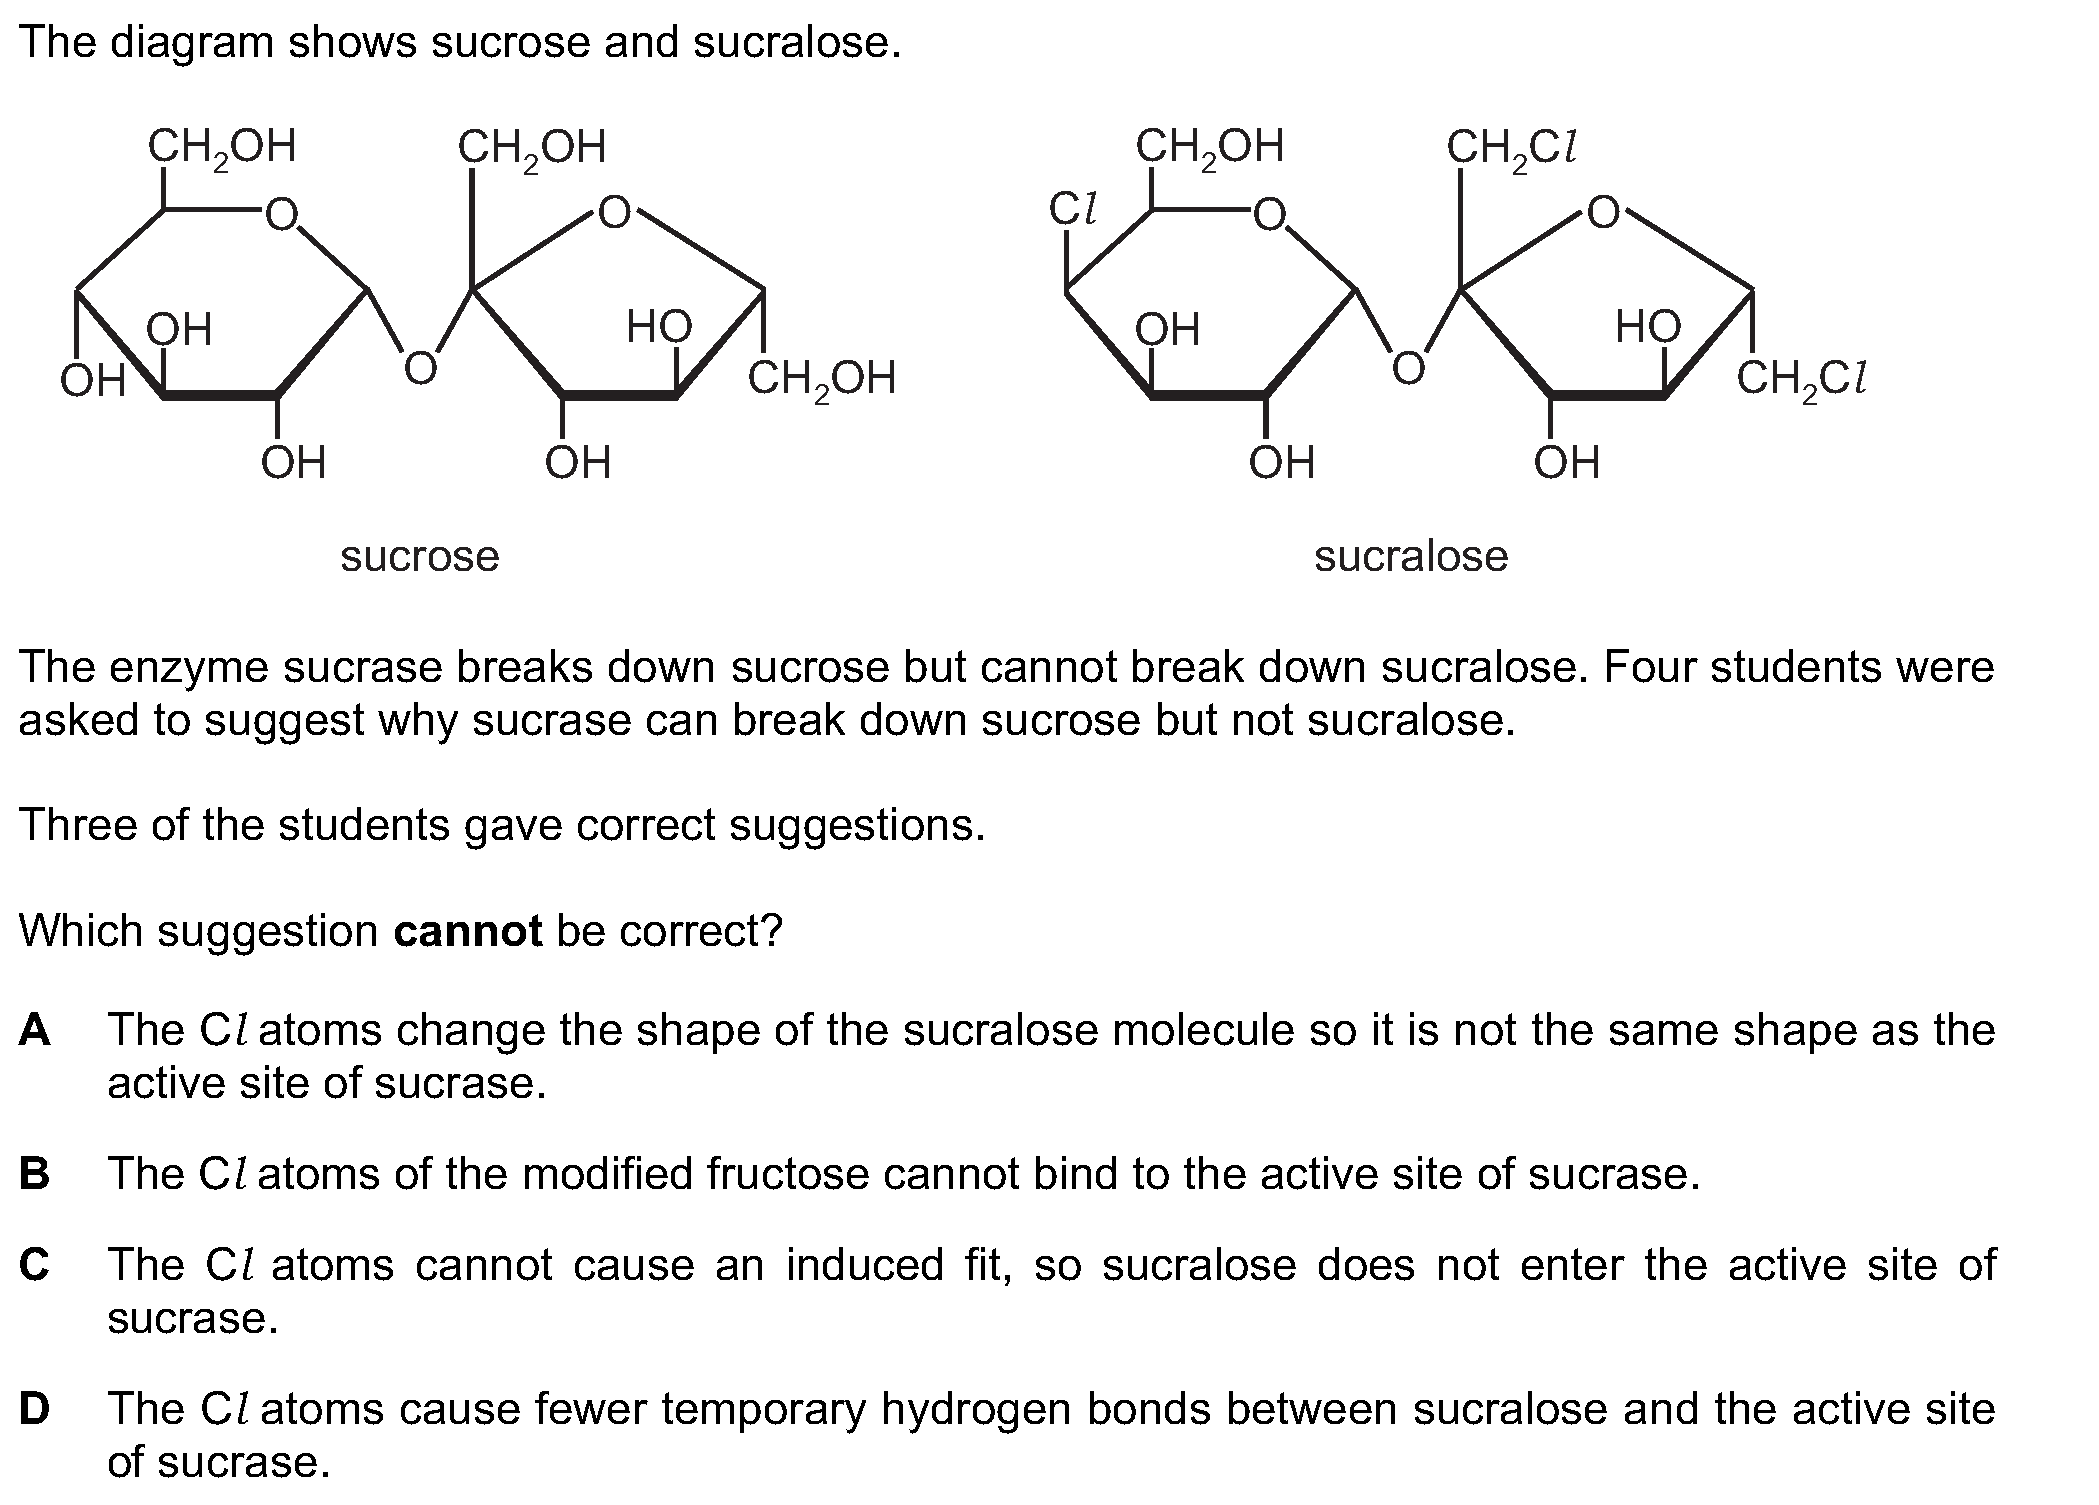 The diagram shows sucrose and sucralose.
CH2OH CH2OH CH2OH CH2Cl
O O Cl O O
OH HO OH HO
OH O CH2OH O CH2Cl
OH OH OH OH
sucrose sucralose
The enzyme sucrase breaks down sucrose but cannot break down sucralose. Four students were
asked to suggest why sucrase can break down sucrose but not sucralose.
Three of the students gave correct suggestions.
Which suggestion cannot be correct?
A The Cl atoms change the shape of the sucralose molecule so it is not the same shape as the
active site of sucrase.
B The Cl atoms of the modified fructose cannot bind to the active site of sucrase.
C The Cl atoms cannot cause an induced fit, so sucralose does not enter the active site of
sucrase.
D The Cl atoms cause fewer temporary hydrogen bonds between sucralose and the active site
of sucrase.